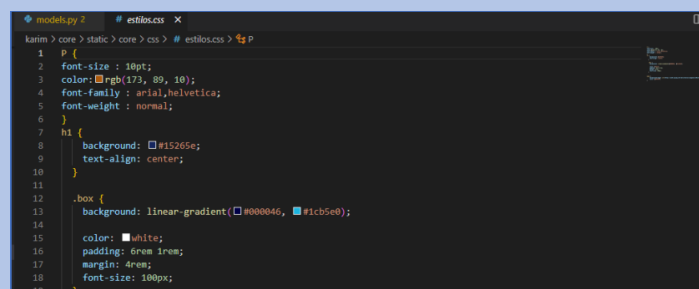 models.py 2 # estilos.css X
karim > core > static > core > css > # estilos.css > P
1 P {
2 font-size : 10pt;
3 color: rgb(173, 89, 10);
4 font-family : arial,helvetica;
5 font-weight : normal;
6 }
7 h1 {
8 background: #15265e;
9 text-align: center;
10 }
11
12 .box {
13 background: linear-gradient( #000046, #1cb5e0);
14
15 color: white;
16 padding: 6rem 1rem;
17 margin: 4rem;
18 font-size: 100px;